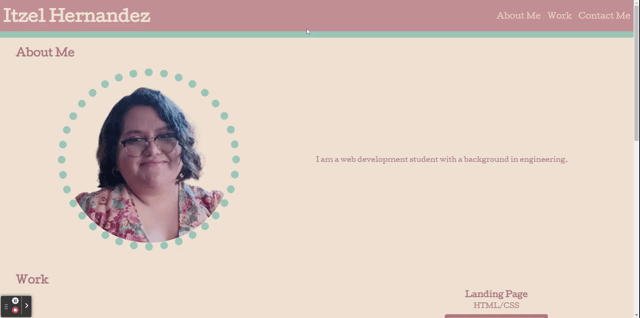 Itzel Hernandez
About Me Work Contact Me
About Me
I am a web development student with a background in engineering.
Work
Landing Page
HTML/CSS